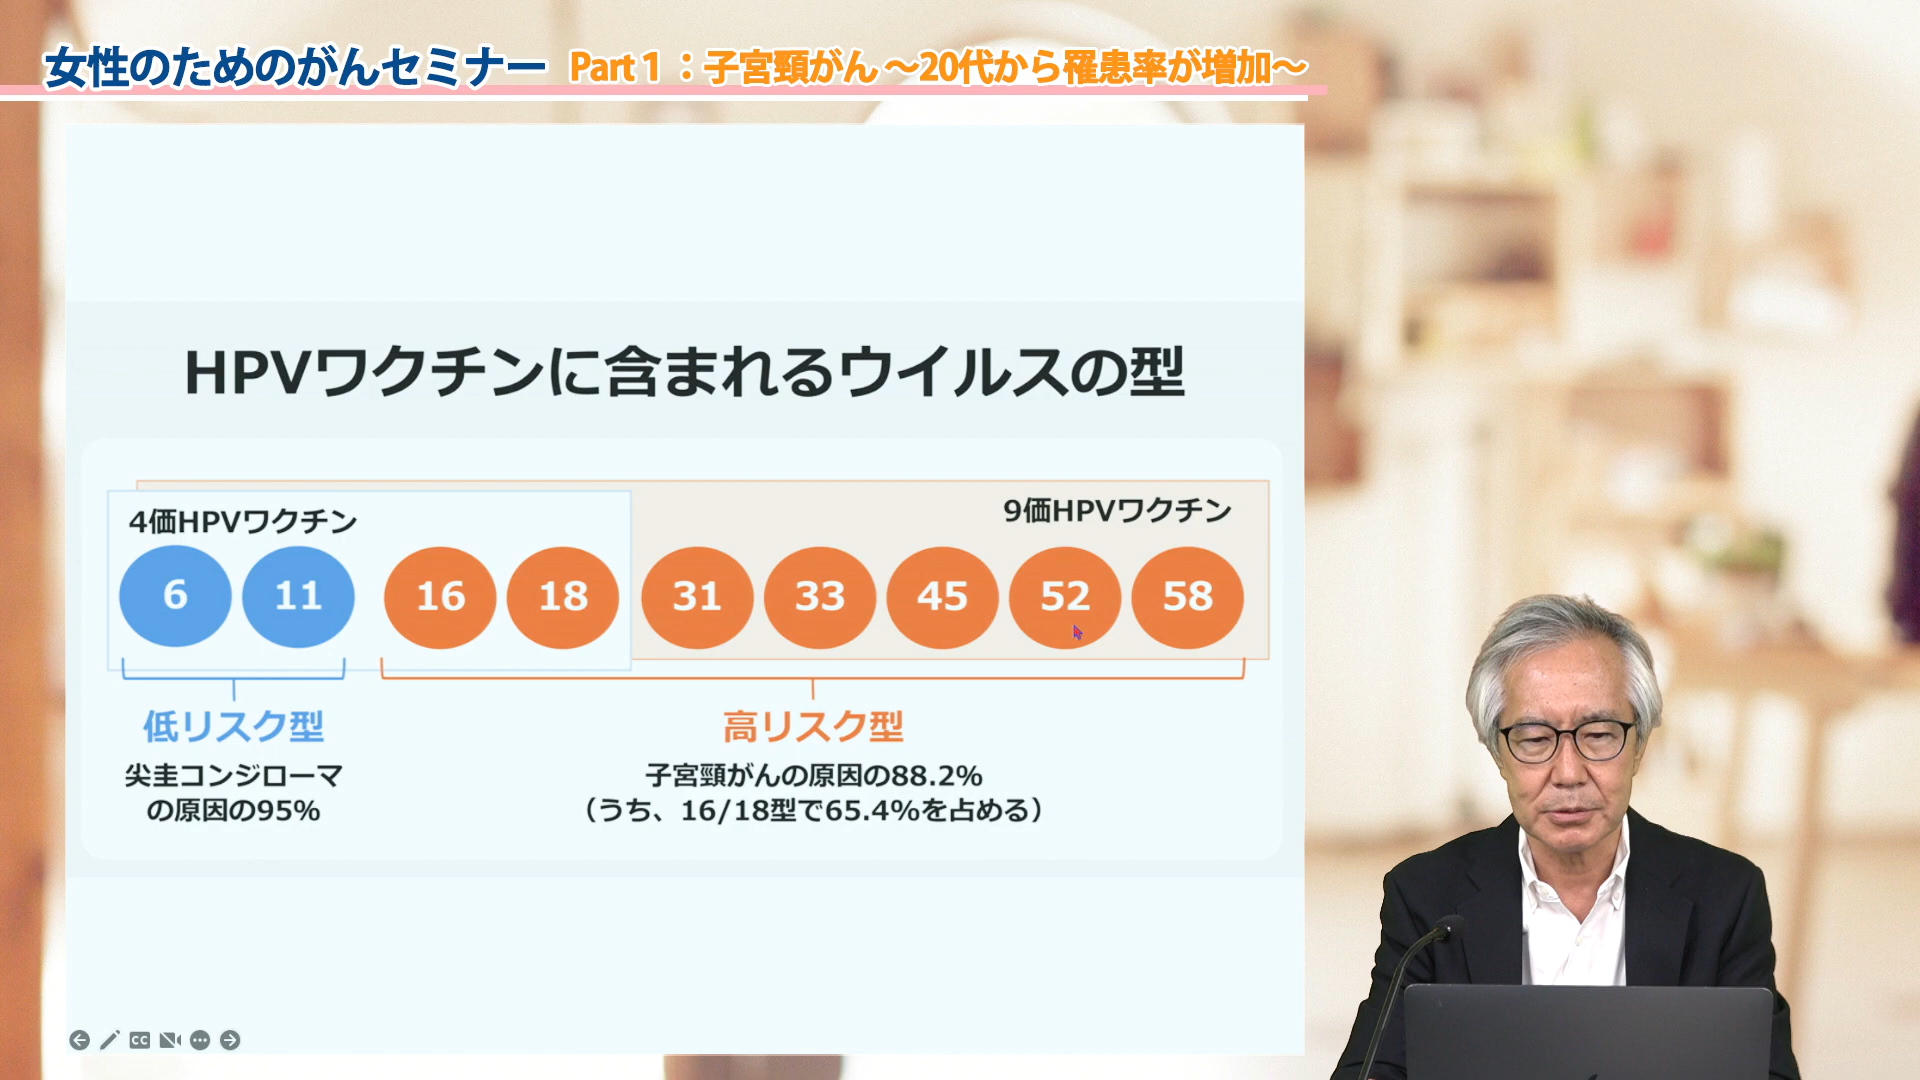 女性のためのがんセミナー Part 1：子宮頸がん～20代から罹患率が増加～
HPVワクチンに含まれるウイルスの型
4価HPVワクチン
9価HPVワクチン
6 11 16 18 31 33 45 52 58
低リスク型
尖圭コンジローマ
の原因の95%
高リスク型
子宮頸がんの原因の88.2%
（うち、16/18型で65.4%を占める）
CC